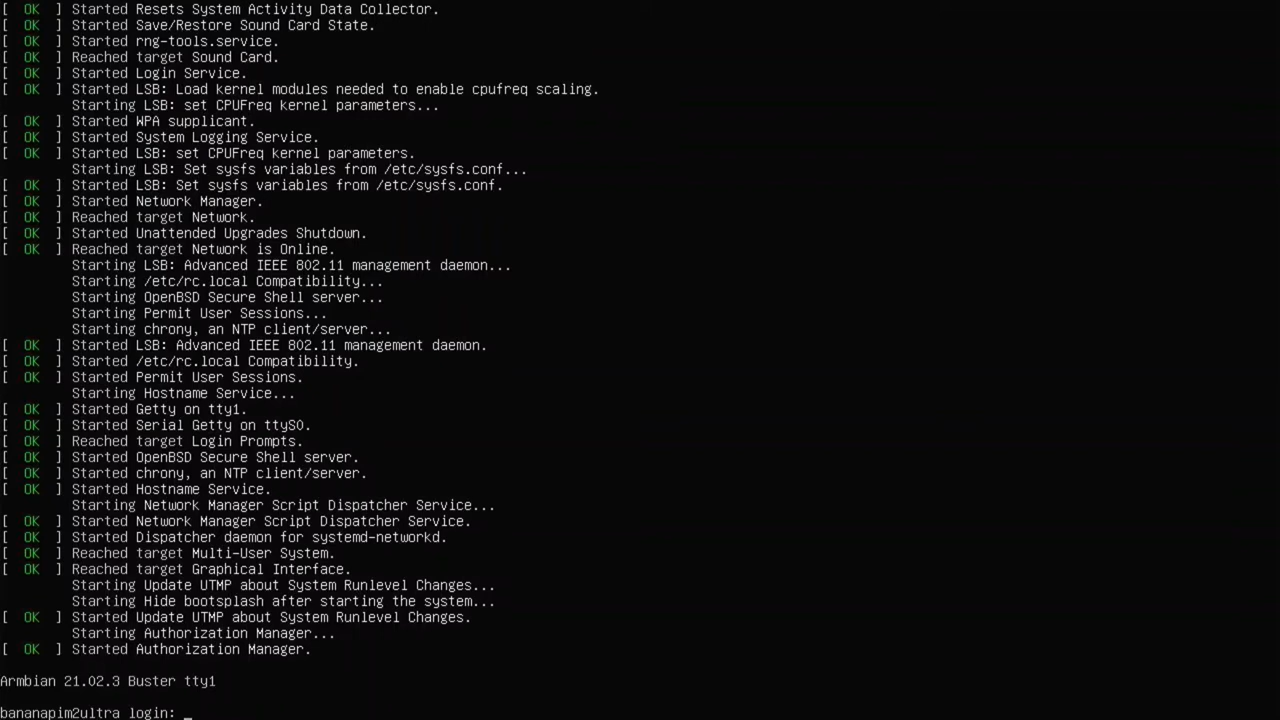 [  OK  ] Started Resets System Activity Data Collector.
[  OK  ] Started Save/Restore Sound Card State.
[  OK  ] Started rng-tools.service.
[  OK  ] Reached target Sound Card.
[  OK  ] Started Login Service.
[  OK  ] Started LSB: Load kernel modules needed to enable cpufreq scaling.
         Starting LSB: set CPUFreq kernel parameters...
[  OK  ] Started WPA supplicant.
[  OK  ] Started System Logging Service.
[  OK  ] Started LSB: set CPUFreq kernel parameters.
         Starting LSB: Set sysfs variables from /etc/sysfs.conf...
[  OK  ] Started LSB: Set sysfs variables from /etc/sysfs.conf.
[  OK  ] Started Network Manager.
[  OK  ] Reached target Network.
[  OK  ] Started Unattended Upgrades Shutdown.
[  OK  ] Reached target Network is Online.
         Starting LSB: Advanced IEEE 802.11 management daemon...
         Starting /etc/rc.local Compatibility...
         Starting OpenBSD Secure Shell server...
         Starting Permit User Sessions...
         Starting chrony, an NTP client/server...
[  OK  ] Started LSB: Advanced IEEE 802.11 management daemon.
[  OK  ] Started /etc/rc.local Compatibility.
[  OK  ] Started Permit User Sessions.
         Starting Hostname Service...
[  OK  ] Started Getty on tty1.
[  OK  ] Started Serial Getty on ttyS0.
[  OK  ] Reached target Login Prompts.
[  OK  ] Started OpenBSD Secure Shell server.
[  OK  ] Started chrony, an NTP client/server.
[  OK  ] Started Hostname Service.
         Starting Network Manager Script Dispatcher Service...
[  OK  ] Started Network Manager Script Dispatcher Service.
[  OK  ] Started Dispatcher daemon for systemd-networkd.
[  OK  ] Reached target Multi-User System.
[  OK  ] Reached target Graphical Interface.
         Starting Update UTMP about System Runlevel Changes...
         Starting Hide bootsplash after starting the system...
[  OK  ] Started Update UTMP about System Runlevel Changes.
         Starting Authorization Manager...
[  OK  ] Started Authorization Manager.
Armbian 21.02.3 Buster tty1
bananapim2ultra login: _